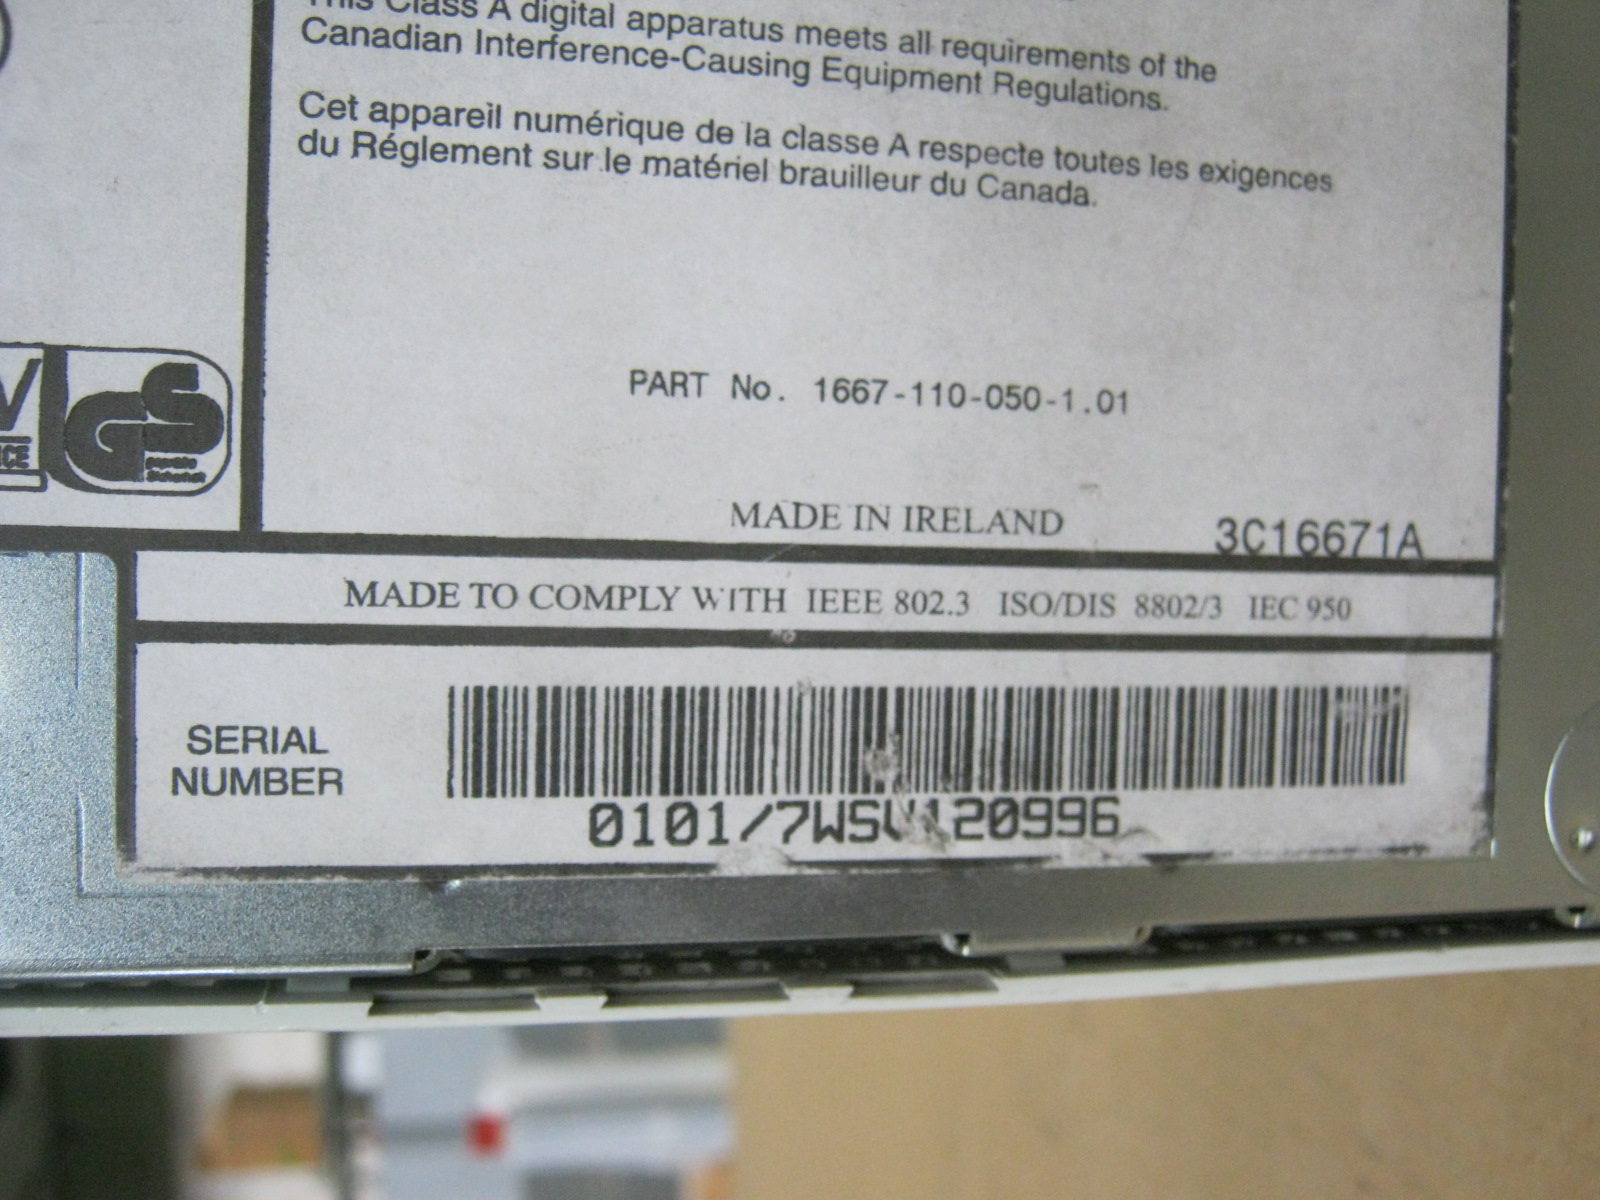 This Class A digital apparatus meets all requirements of the
Canadian Interference-Causing Equipment Regulations.
Cet appareil numérique de la classe A respecte toutes les exigences
du Réglement sur le matériel brauilleur du Canada.
GS
PART No. 1667-110-050-1.01
MADE IN IRELAND
3C16671A
MADE TO COMPLY WITH IEEE 802.3 ISO/DIS 8802/3 IEC 950
SERIAL
NUMBER